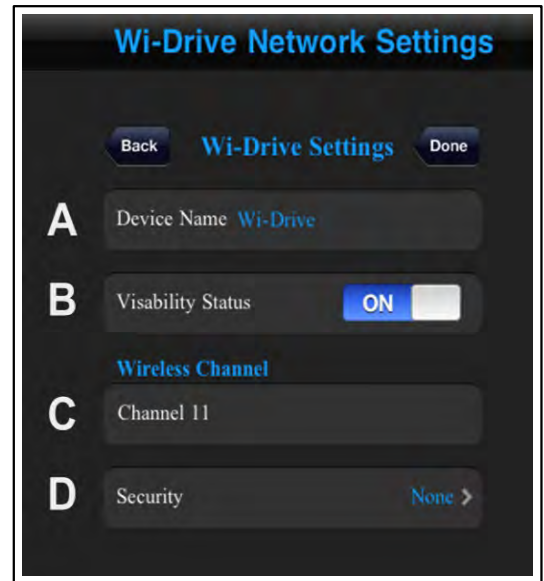 Wi-Drive Network Settings
Back Wi-Drive Settings Done
A Device Name Wi-Drive
B Visability Status ON
Wireless Channel
C Channel 11
D Security None >